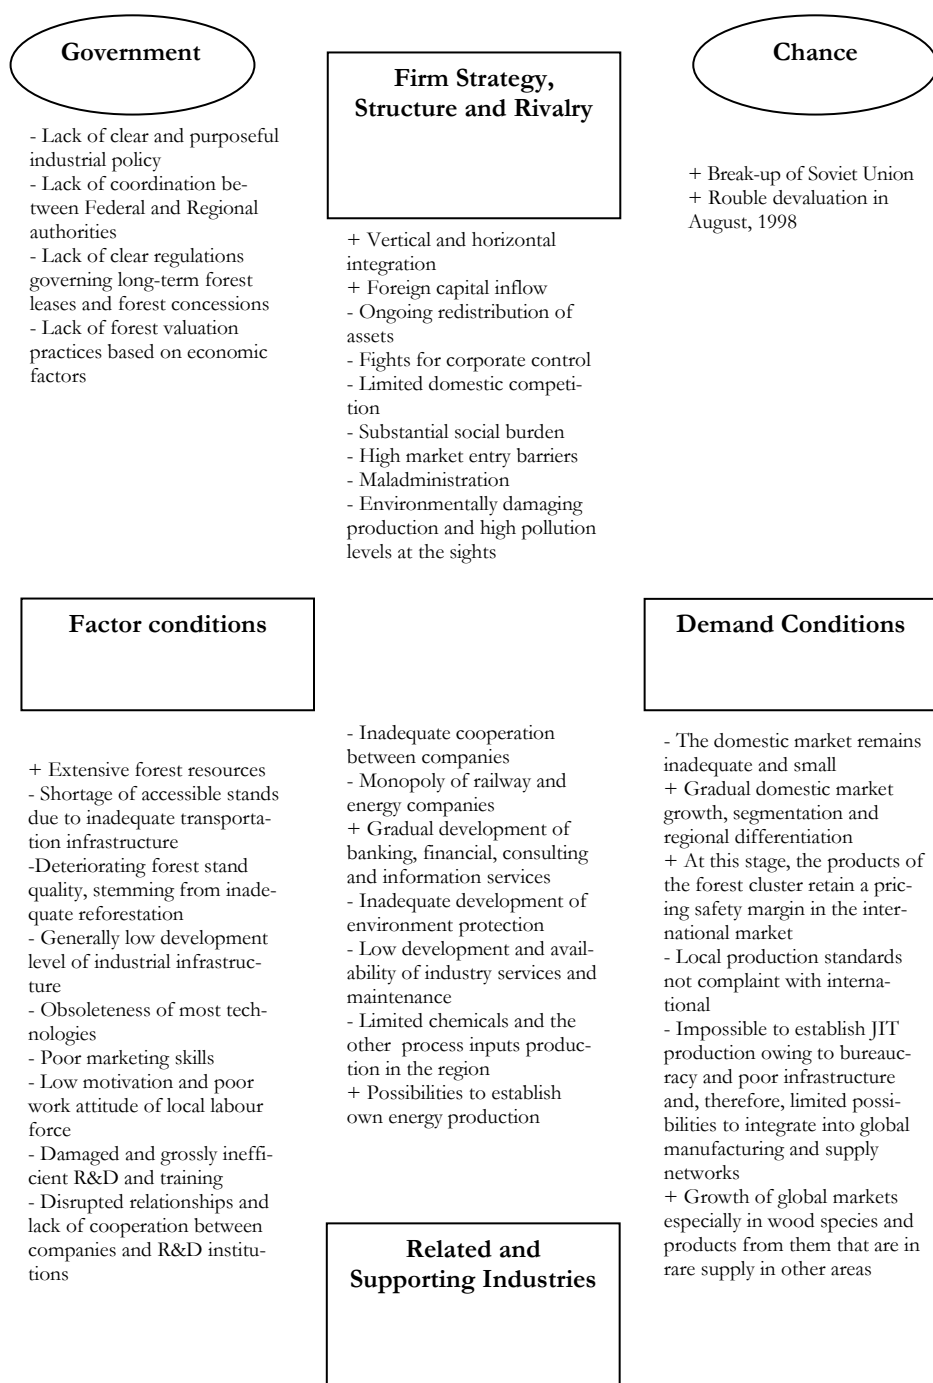 Government
- Lack of clear and purposeful
industrial policy
- Lack of coordination be-
tween Federal and Regional
authorities
- Lack of clear regulations
governing long-term forest
leases and forest concessions
- Lack of forest valuation
practices based on economic
factors
Firm Strategy,
Structure and Rivalry
+ Vertical and horizontal
integration
+ Foreign capital inflow
- Ongoing redistribution of
assets
- Fights for corporate control
- Limited domestic competi-
tion
- Substantial social burden
- High market entry barriers
- Maladministration
- Environmentally damaging
production and high pollution
levels at the sights
Chance
+ Break-up of Soviet Union
+ Rouble devaluation in
August, 1998
Factor conditions
+ Extensive forest resources
- Shortage of accessible stands
due to inadequate transporta-
tion infrastructure
-Deteriorating forest stand
quality, stemming from inade-
quate reforestation
- Generally low development
level of industrial infrastruc-
ture
- Obsoleteness of most tech-
nologies
- Poor marketing skills
- Low motivation and poor
work attitude of local labour
force
- Damaged and grossly ineffi-
cient R&D and training
- Disrupted relationships and
lack of cooperation between
companies and R&D institu-
tions
- Inadequate cooperation
between companies
- Monopoly of railway and
energy companies
+ Gradual development of
banking, financial, consulting
and information services
- Inadequate development of
environment protection
- Low development and avail-
ability of industry services and
maintenance
- Limited chemicals and the
other process inputs produc-
tion in the region
+ Possibilities to establish
own energy production
Related and
Supporting Industries
Demand Conditions
- The domestic market remains
inadequate and small
+ Gradual domestic market
growth, segmentation and
regional differentiation
+ At this stage, the products of
the forest cluster retain a pric-
ing safety margin in the inter-
national market
- Local production standards
not complaint with interna-
tional
- Impossible to establish JIT
production owing to bureauc-
racy and poor infrastructure
and, therefore, limited possi-
bilities to integrate into global
manufacturing and supply
networks
+ Growth of global markets
especially in wood species and
products from them that are in
rare supply in other areas